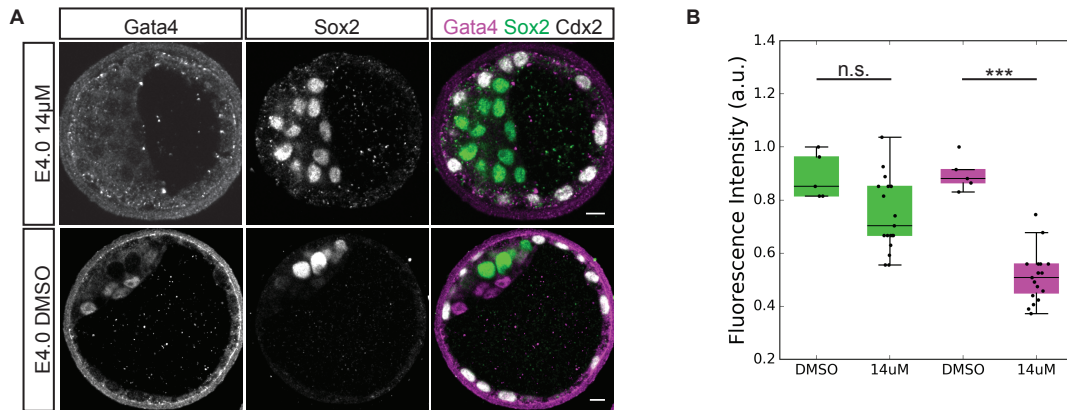 A
Gata4 Sox2 Gata4 Sox2 Cdx2
E4.0 14µM
E4.0 DMSO
B
Fluorescence Intensity (a.u.)
1.4
1.2
1.0
0.8
0.6
0.4
0.2
n.s. ***
DMSO 14uM DMSO 14uM